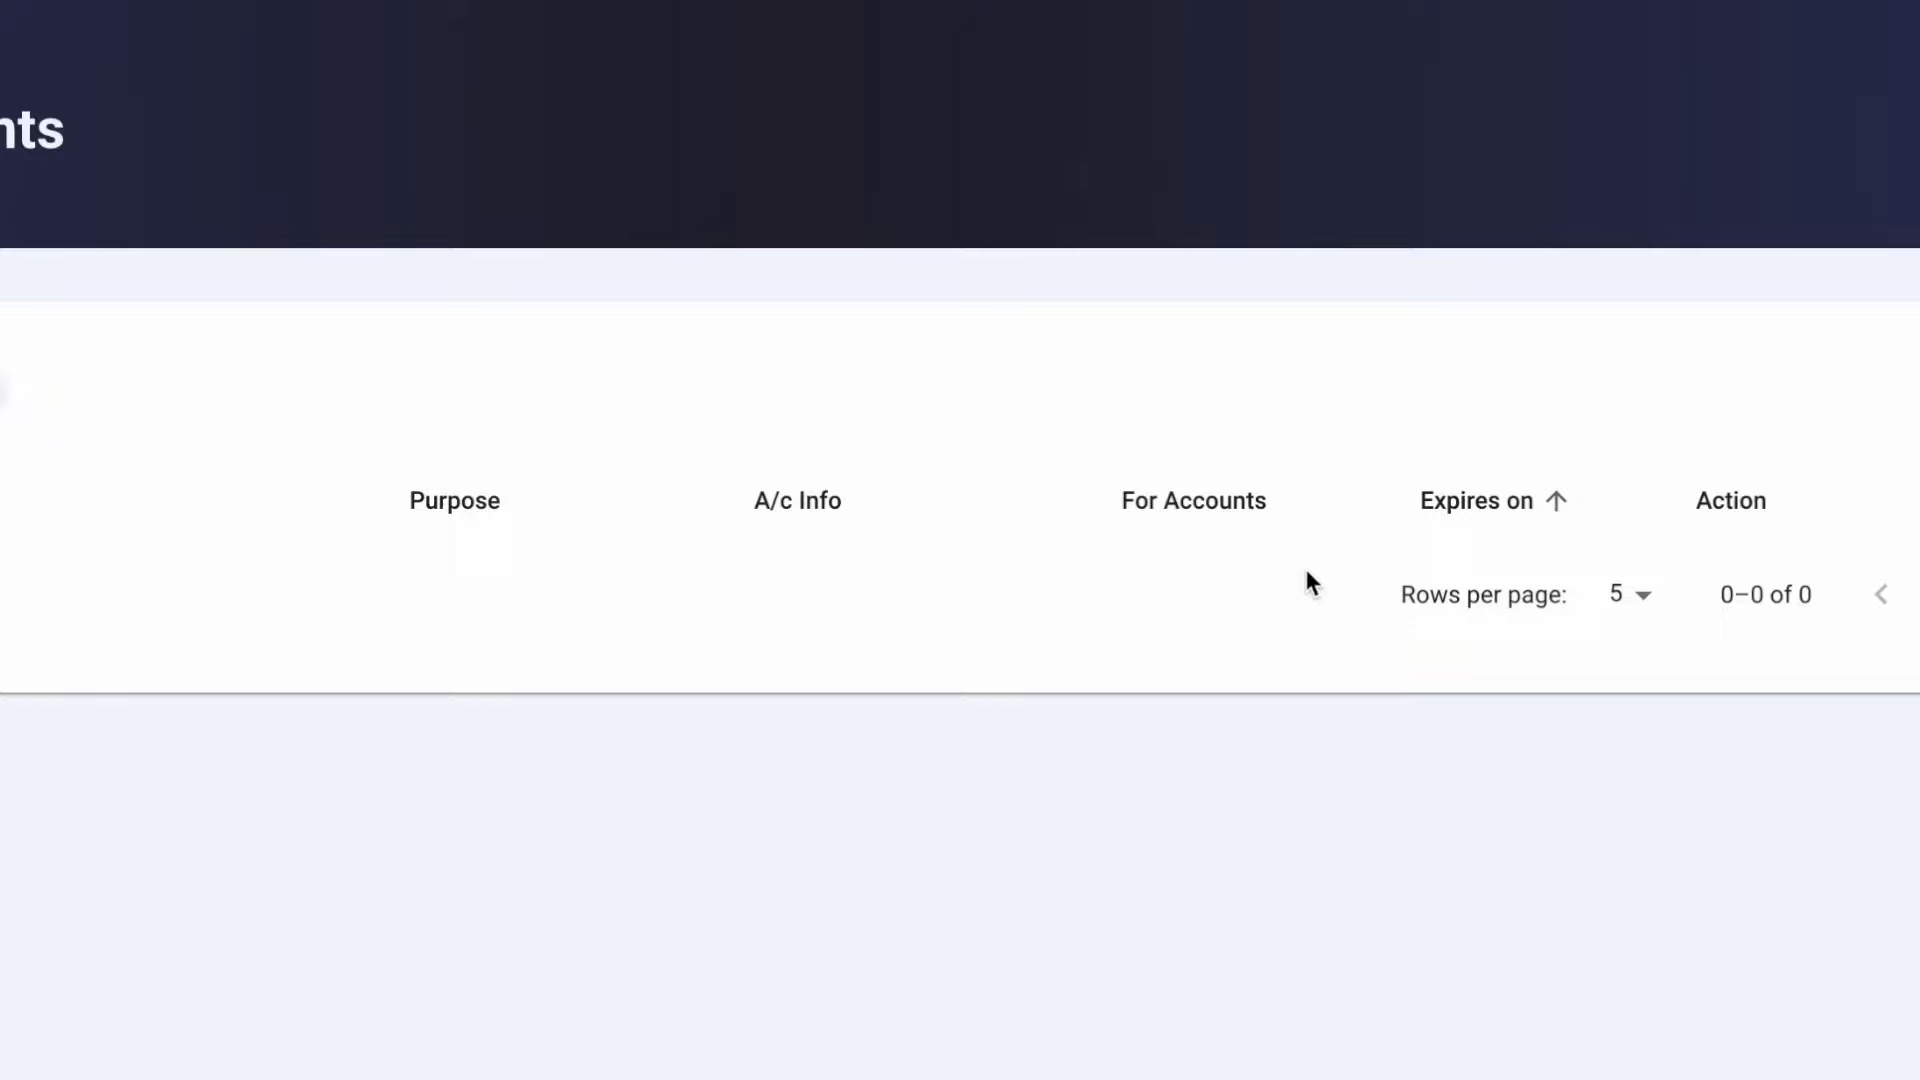 nts
Purpose A/c Info For Accounts Expires on Action
Rows per page: 5 0–0 of 0